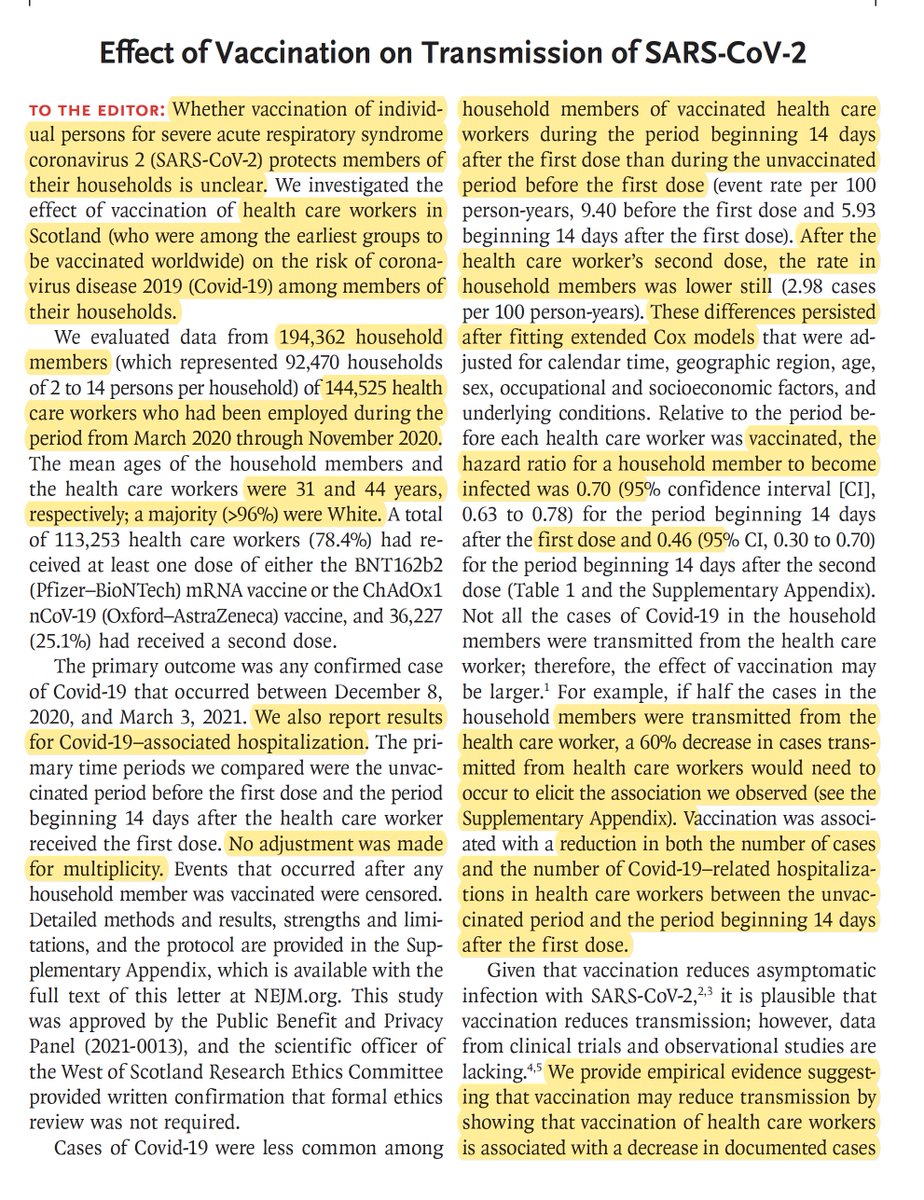 Effect of Vaccination on Transmission of SARS-CoV-2
TO THE EDITOR: Whether vaccination of individ-
ual persons for severe acute respiratory syndrome
coronavirus 2 (SARS-CoV-2) protects members of
their households is unclear. We investigated the
effect of vaccination of health care workers in
Scotland (who were among the earliest groups to
be vaccinated worldwide) on the risk of corona-
virus disease 2019 (Covid-19) among members of
their households.
We evaluated data from 194,362 household
members (which represented 92,470 households
of 2 to 14 persons per household) of 144,525 health
care workers who had been employed during the
period from March 2020 through November 2020.
The mean ages of the household members and
the health care workers were 31 and 44 years,
respectively; a majority (>96%) were White. A total
of 113,253 health care workers (78.4%) had re-
ceived at least one dose of either the BNT162b2
(Pfizer–BioNTech) mRNA vaccine or the ChAdOx1
nCoV-19 (Oxford–AstraZeneca) vaccine, and 36,227
(25.1%) had received a second dose.
The primary outcome was any confirmed case
of Covid-19 that occurred between December 8,
2020, and March 3, 2021. We also report results
for Covid-19–associated hospitalization. The pri-
mary time periods we compared were the unvac-
cinated period before the first dose and the period
beginning 14 days after the health care worker
received the first dose. No adjustment was made
for multiplicity. Events that occurred after any
household member was vaccinated were censored.
Detailed methods and results, strengths and limi-
tations, and the protocol are provided in the Sup-
plementary Appendix, which is available with the
full text of this letter at NEJM.org. This study
was approved by the Public Benefit and Privacy
Panel (2021-0013), and the scientific officer of
the West of Scotland Research Ethics Committee
provided written confirmation that formal ethics
review was not required.
Cases of Covid-19 were less common among
household members of vaccinated health care
workers during the period beginning 14 days
after the first dose than during the unvaccinated
period before the first dose (event rate per 100
person-years, 9.40 before the first dose and 5.93
beginning 14 days after the first dose). After the
health care worker's second dose, the rate in
household members was lower still (2.98 cases
per 100 person-years). These differences persisted
after fitting extended Cox models that were ad-
justed for calendar time, geographic region, age,
sex, occupational and socioeconomic factors, and
underlying conditions. Relative to the period be-
fore each health care worker was vaccinated, the
hazard ratio for a household member to become
infected was 0.70 (95% confidence interval [CI],
0.63 to 0.78) for the period beginning 14 days
after the first dose and 0.46 (95% CI, 0.30 to 0.70)
for the period beginning 14 days after the second
dose (Table 1 and the Supplementary Appendix).
Not all the cases of Covid-19 in the household
members were transmitted from the health care
worker; therefore, the effect of vaccination may
be larger.1 For example, if half the cases in the
household members were transmitted from the
health care worker, a 60% decrease in cases trans-
mitted from health care workers would need to
occur to elicit the association we observed (see the
Supplementary Appendix). Vaccination was associ-
ated with a reduction in both the number of cases
and the number of Covid-19–related hospitaliza-
tions in health care workers between the unvac-
cinated period and the period beginning 14 days
after the first dose.
Given that vaccination reduces asymptomatic
infection with SARS-CoV-2,2,3 it is plausible that
vaccination reduces transmission; however, data
from clinical trials and observational studies are
lacking.4,5 We provide empirical evidence suggest-
ing that vaccination may reduce transmission by
showing that vaccination of health care workers
is associated with a decrease in documented cases